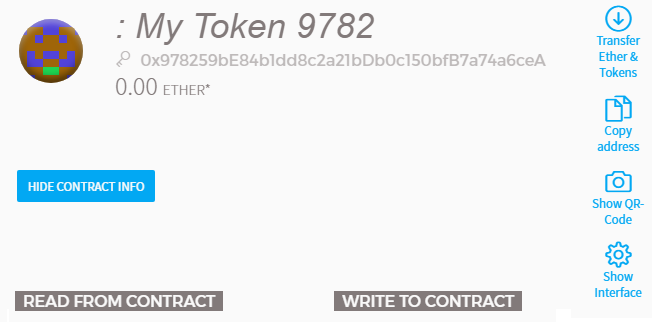 : My Token 9782
0x978259bE84b1dd8c2a21bDb0c150bfB7a74a6ceA
0.00 ETHER*
HIDE CONTRACT INFO
READ FROM CONTRACT
WRITE TO CONTRACT
Transfer
Ether &
Tokens
Copy
address
Show QR-
Code
Show
Interface